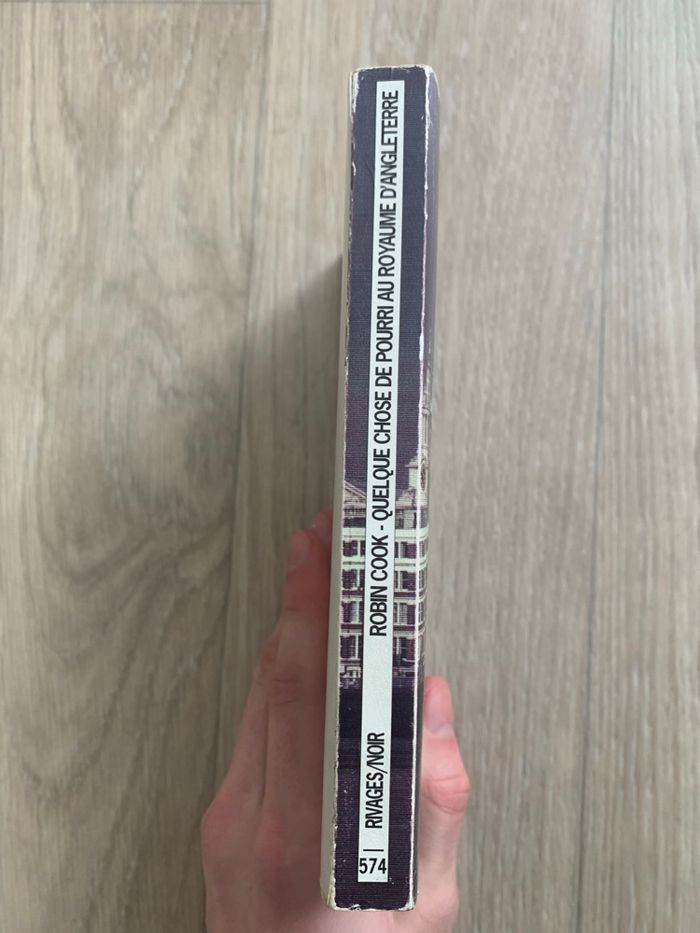 ROBIN COOK - QUELQUE CHOSE DE POURRI AU ROYAUME D'ANGLETERRE
RIVAGES/NOIR
574